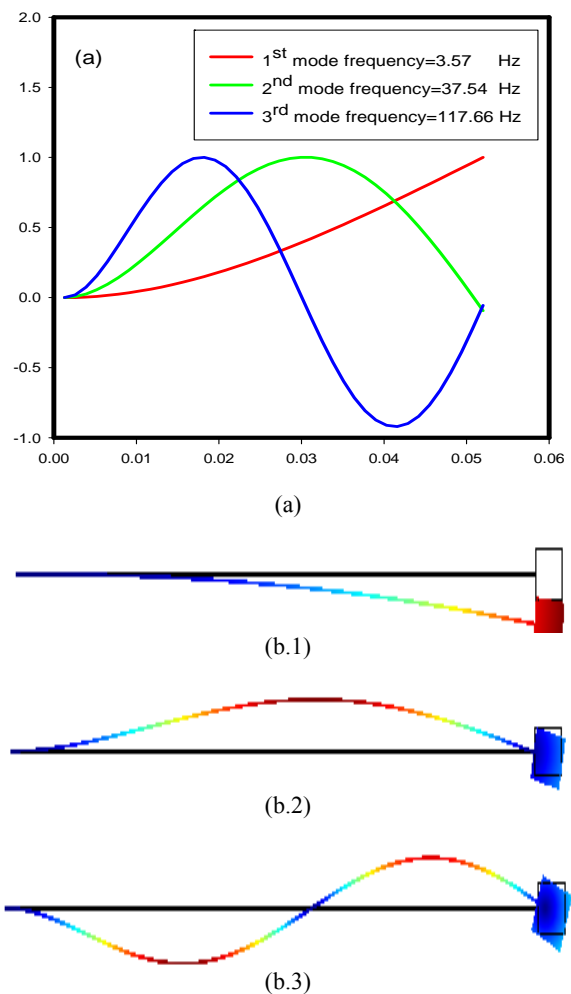 2.0
1.5
1.0
0.5
0.0
-0.5
-1.0
(a)
1st mode frequency=3.57 Hz
2nd mode frequency=37.54 Hz
3rd mode frequency=117.66 Hz
0.00 0.01 0.02 0.03 0.04 0.05 0.06
(a)
(b.1)
(b.2)
(b.3)